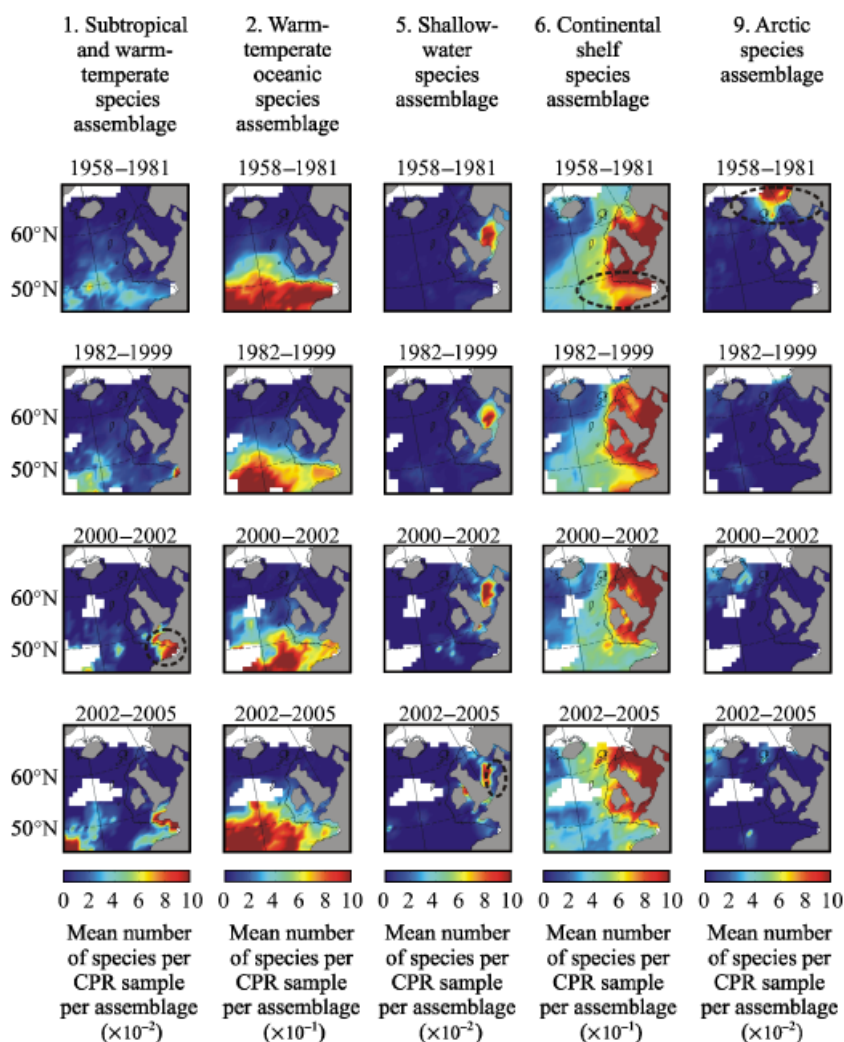 1. Subtropical
and warm-
temperate
species
assemblage
2. Warm-
temperate
oceanic
species
assemblage
5. Shallow-
water
species
assemblage
6. Continental
shelf
species
assemblage
9. Arctic
species
assemblage
1958–1981 1958–1981 1958–1981 1958–1981 1958–1981
60°N
50°N
1982–1999 1982–1999 1982–1999 1982–1999 1982–1999
60°N
50°N
2000–2002 2000–2002 2000–2002 2000–2002 2000–2002
60°N
50°N
2002–2005 2002–2005 2002–2005 2002–2005 2002–2005
60°N
50°N
0 2 4 6 8 10 0 2 4 6 8 10 0 2 4 6 8 10 0 2 4 6 8 10 0 2 4 6 8 10
Mean number
of species per
CPR sample
per assemblage
(×10⁻²)
Mean number
of species per
CPR sample
per assemblage
(×10⁻¹)
Mean number
of species per
CPR sample
per assemblage
(×10⁻²)
Mean number
of species per
CPR sample
per assemblage
(×10⁻¹)
Mean number
of species per
CPR sample
per assemblage
(×10⁻²)